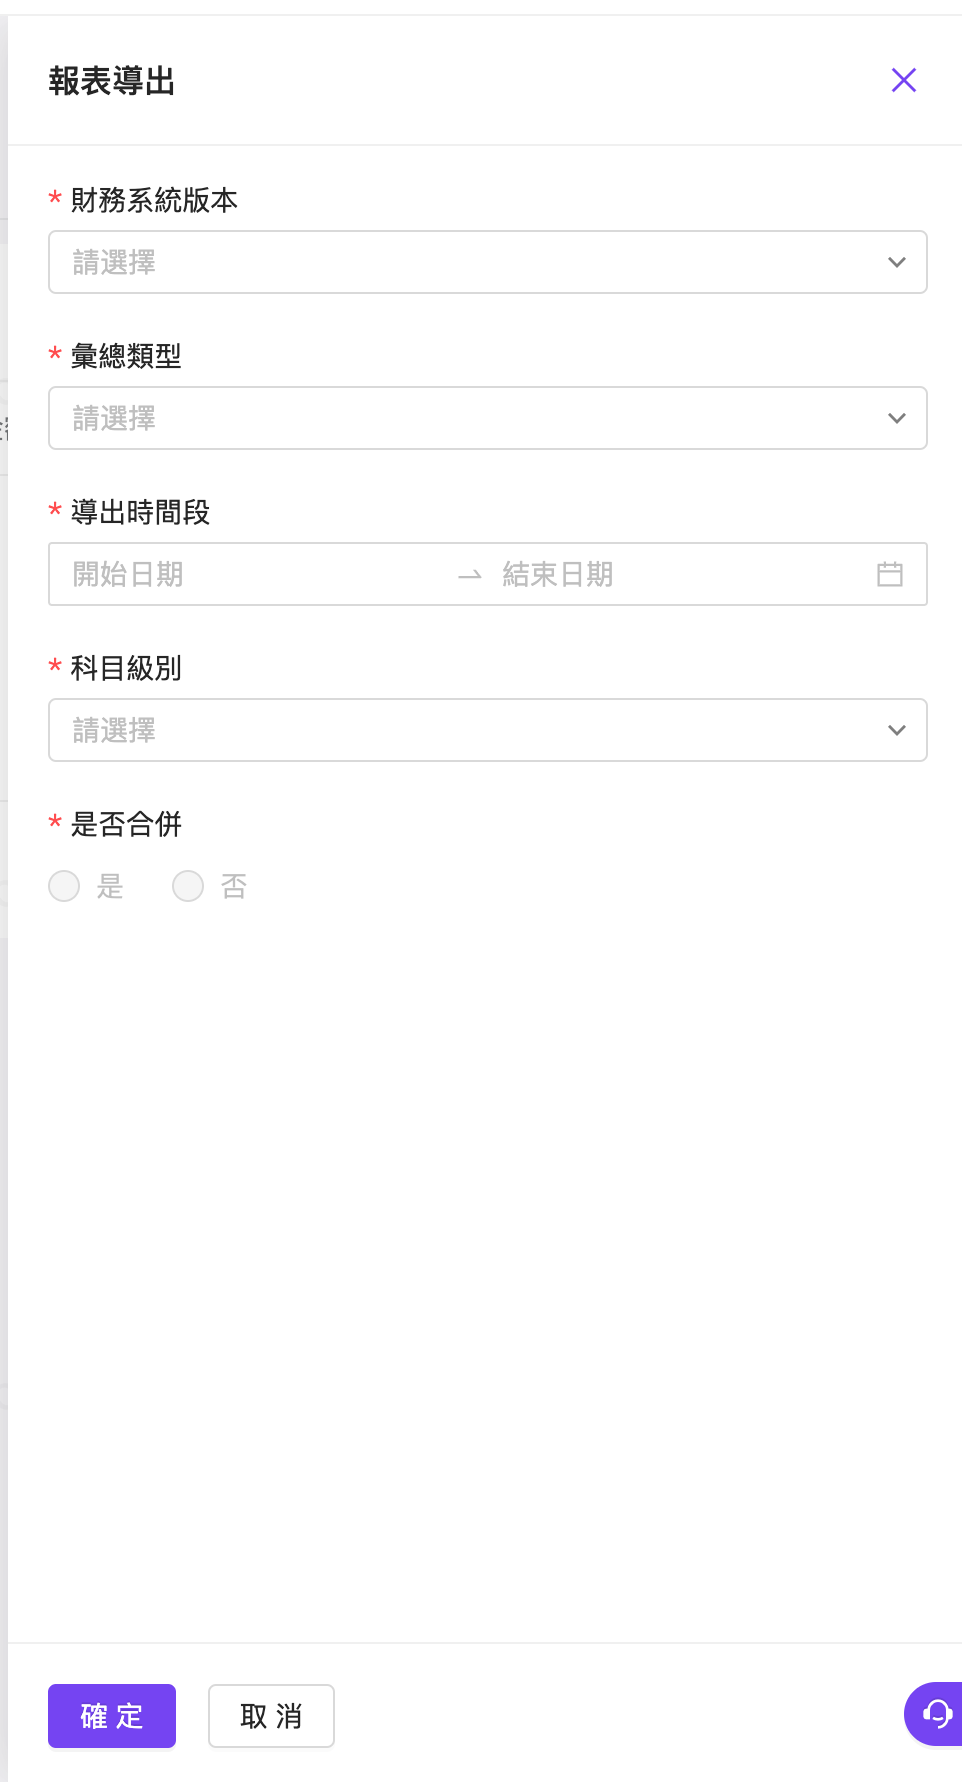 報表導出
* 財務系統版本
請選擇
* 彙總類型
請選擇
* 導出時間段
開始日期 → 結束日期
* 科目級別
請選擇
* 是否合併
是 否
確定 取消